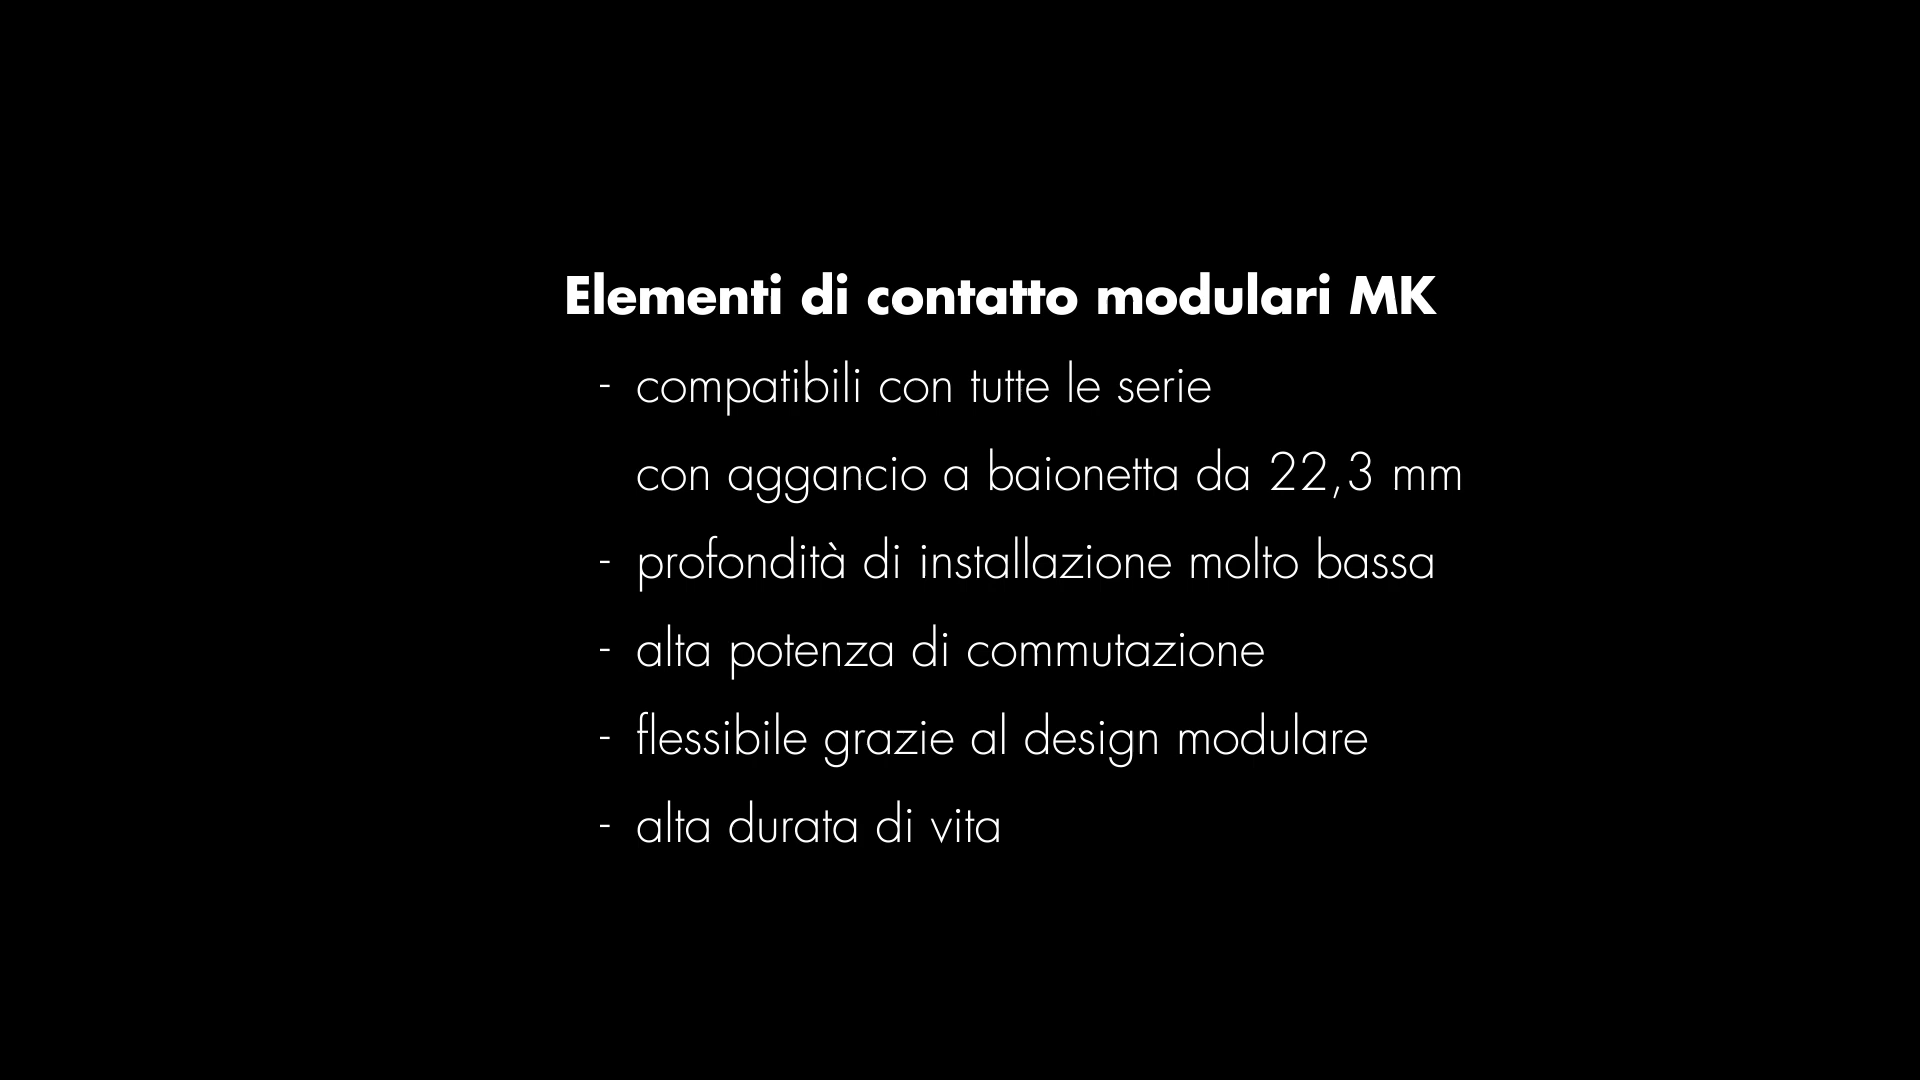 Elementi di contatto modulari MK
- compatibili con tutte le serie
con aggancio a baionetta da 22,3 mm
- profondità di installazione molto bassa
- alta potenza di commutazione
- flessibile grazie al design modulare
- alta durata di vita